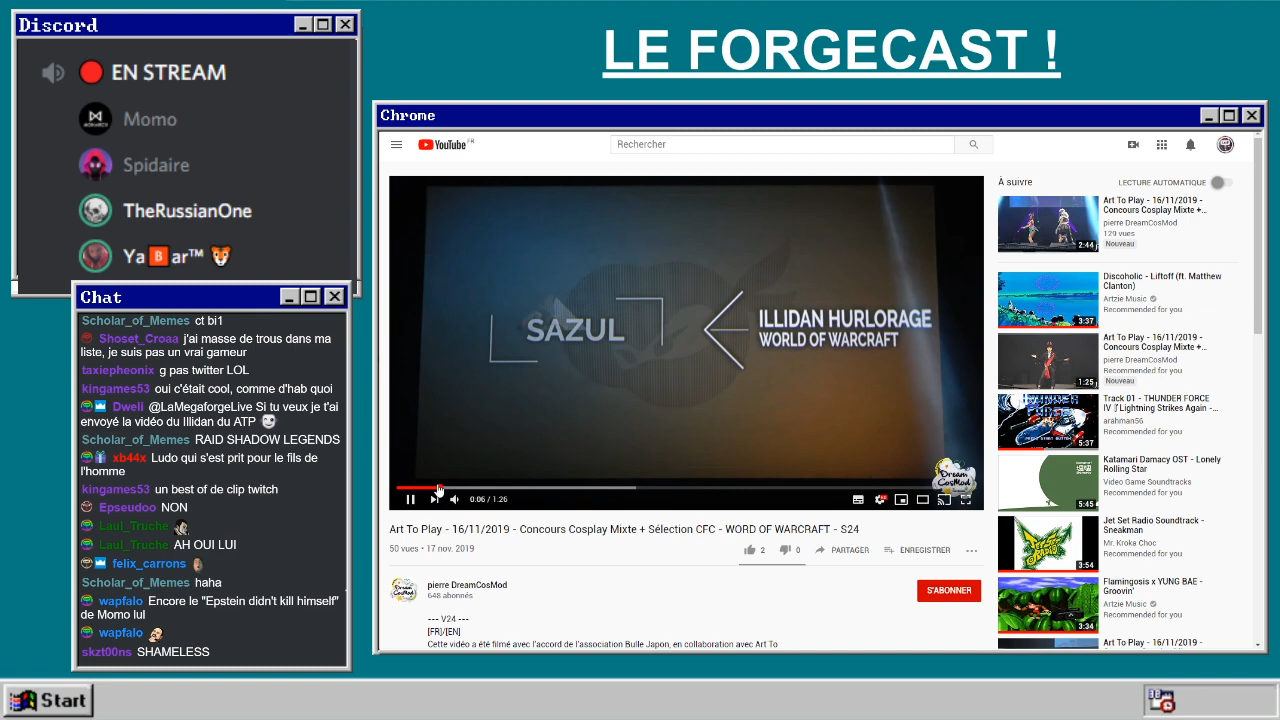 Discord
EN STREAM
Momo
Spidaire
TheRussianOne
Ya🅱ar™ 🐯
Chat
Scholar_of_Memes ct bi1
Shoset_Croaa j'ai masse de trous dans ma
liste, je suis pas un vrai gameur
taxiepheonix g pas twitter LOL
kingames53 oui c'était cool, comme d'hab quoi
Dweli @LaMegaforgeLive Si tu veux je t'ai
envoyé la vidéo du Illidan du ATP
Scholar_of_Memes RAID SHADOW LEGENDS
xb44x Ludo qui s'est prit pour le fils de
l'homme
kingames53 un best of de clip twitch
Epseudoo NON
Laul_Truche
Laul_Truche AH OUI LUI
felix_carrons
Scholar_of_Memes haha
wapfalo Encore le "Epstein didn't kill himself"
de Momo lul
wapfalo
skzt00ns SHAMELESS
LE FORGECAST !
Chrome
YouTube FR
Rechercher
SAZUL
ILLIDAN HURLORAGE
WORLD OF WARCRAFT
Dream
CosMod
0:06 / 1:26
Art To Play - 16/11/2019 - Concours Cosplay Mixte + Sélection CFC - WORD OF WARCRAFT - S24
50 vues • 17 nov. 2019
2
0
PARTAGER
ENREGISTRER
pierre DreamCosMod
648 abonnés
S'ABONNER
--- V24 ---
[FR]/[EN]
Cette vidéo a été filmé avec l'accord de l'association Bulle Japon, en collaboration avec Art To
À suivre
LECTURE AUTOMATIQUE
Art To Play - 16/11/2019 -
Concours Cosplay Mixte +...
pierre DreamCosMod
129 vues
Nouveau
2:44
Discoholic - Liftoff (ft. Matthew
Clanton)
Artzie Music
3:37
Art To Play - 16/11/2019 -
Concours Cosplay Mixte +...
pierre DreamCosMod
Recommended for you
Nouveau
1:25
Track 01 - THUNDER FORCE
IV『Lightning Strikes Again -...
arahman56
Recommended for you
5:37
Katamari Damacy OST - Lonely
Rolling Star
Video Game Soundtracks
Recommended for you
5:45
Jet Set Radio Soundtrack -
Sneakman
Mr. Kroka Choc
Recommended for you
3:54
Flamingosis x YUNG BAE -
Groovin'
Artzie Music
Recommended for you
3:34
Art To Play - 16/11/2019 -
Start